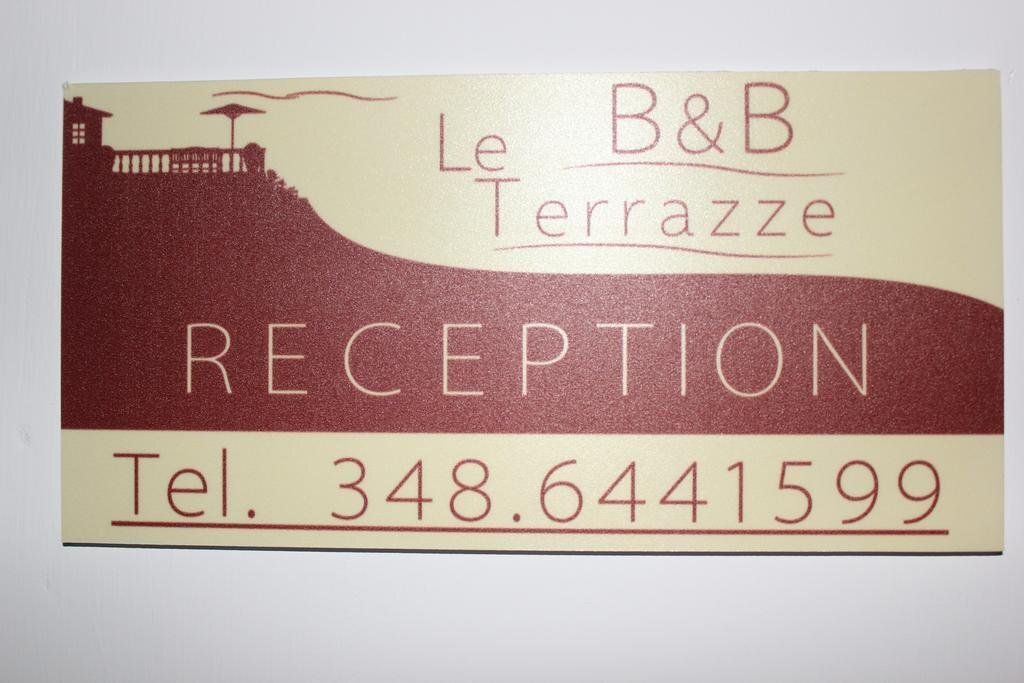 B&B
Le
Terrazze
RECEPTION
Tel. 348.6441599